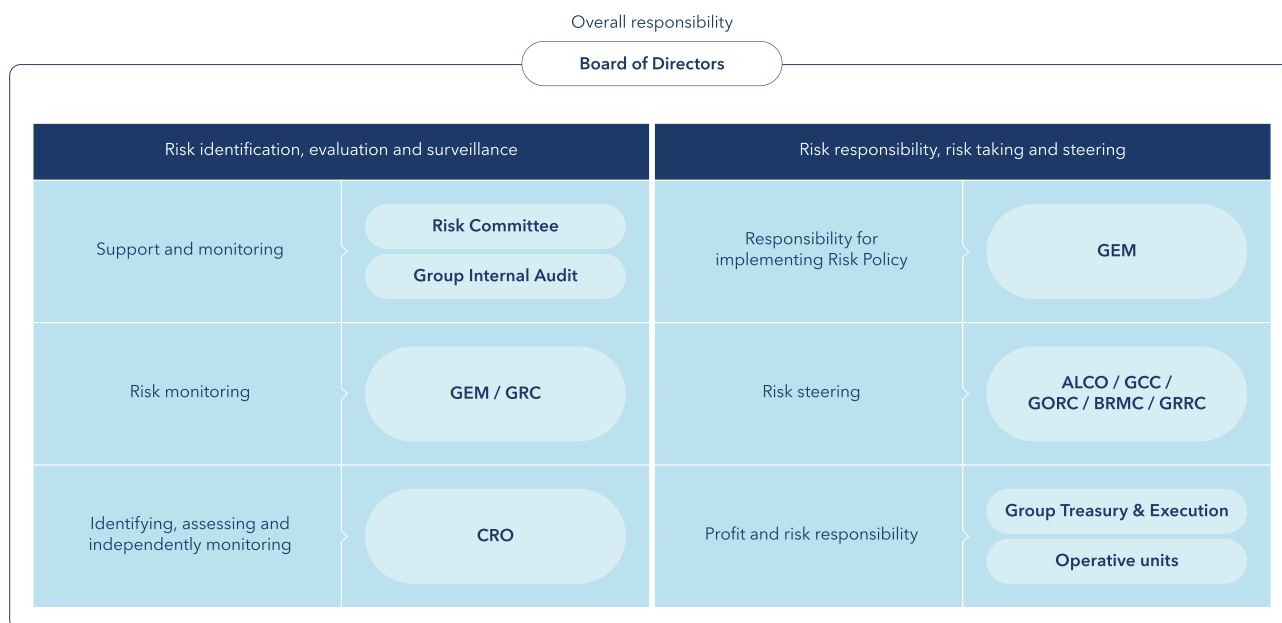 Overall responsibility
Board of Directors
Risk identification, evaluation and surveillance
Risk responsibility, risk taking and steering
Support and monitoring
Risk Committee
Group Internal Audit
Responsibility for
implementing Risk Policy
GEM
Risk monitoring
GEM / GRC
Risk steering
ALCO / GCC /
GORC / BRMC / GRRC
Identifying, assessing and
independently monitoring
CRO
Profit and risk responsibility
Group Treasury & Execution
Operative units